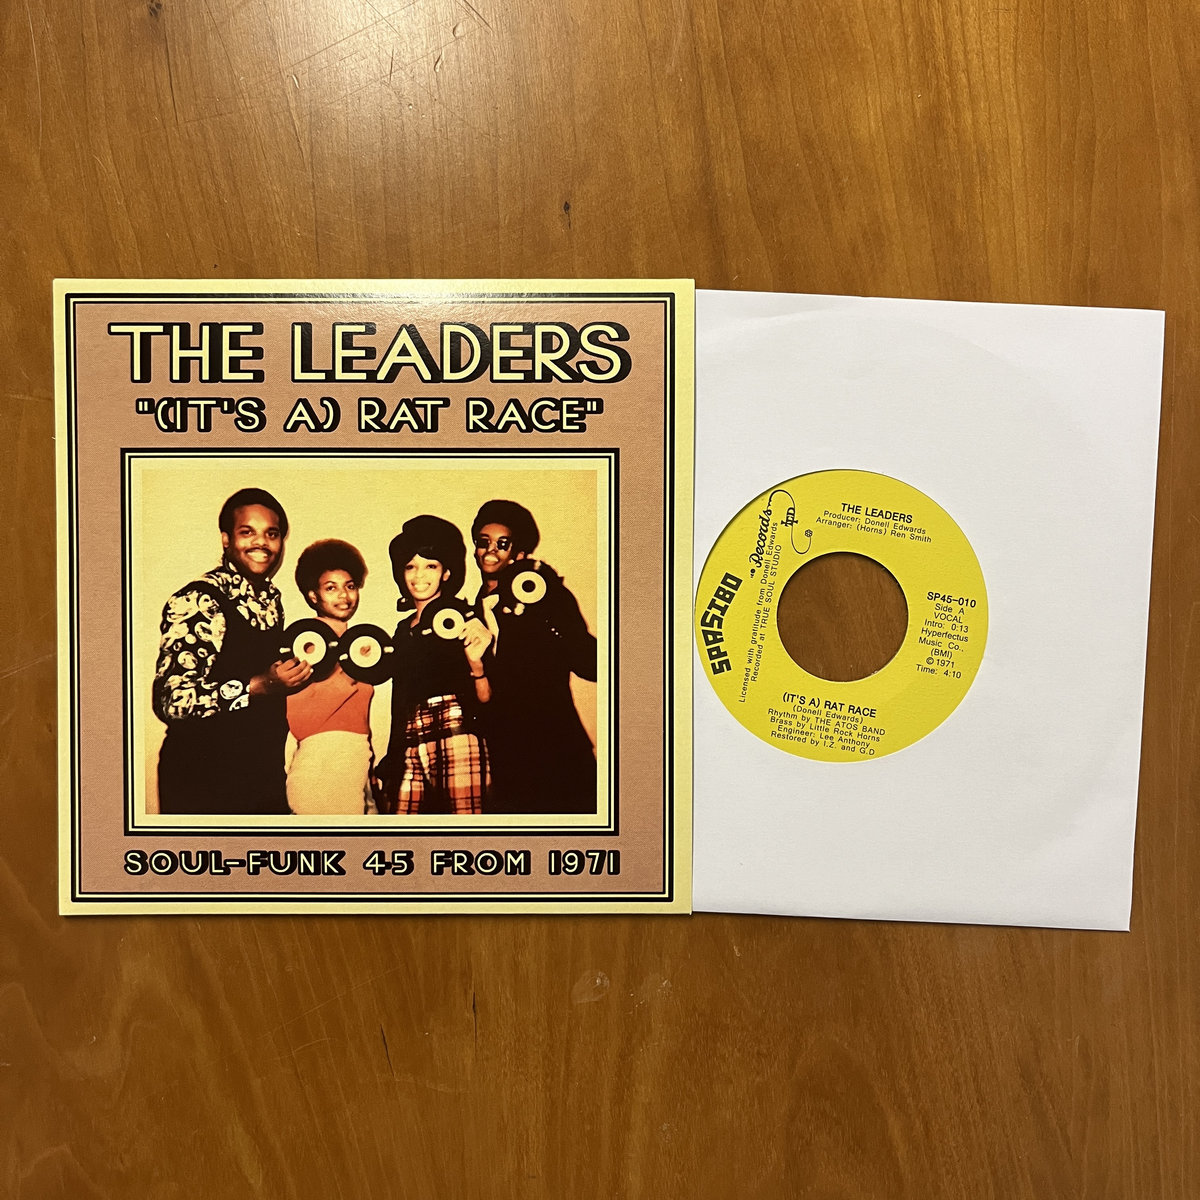 THE LEADERS
"(IT'S A) RAT RACE"
SOUL-FUNK 45 FROM 1971
SPASIBO
Records
Licensed with gratitude from Donell Edwards
Recorded at TRUE SOUL STUDIO
THE LEADERS
Producer: Donell Edwards
Arranger: (Horns) Ren Smith
SP45-010
Side A
VOCAL
Intro: 0:13
Hyperfectus
Music Co.,
(BMI)
© 1971
Time: 4:10
(IT'S A) RAT RACE
(Donell Edwards)
Rhythm by THE ATOS BAND
Brass by Little Rock Horns
Engineer: Lee Anthony
Restored by I.Z. and G.D